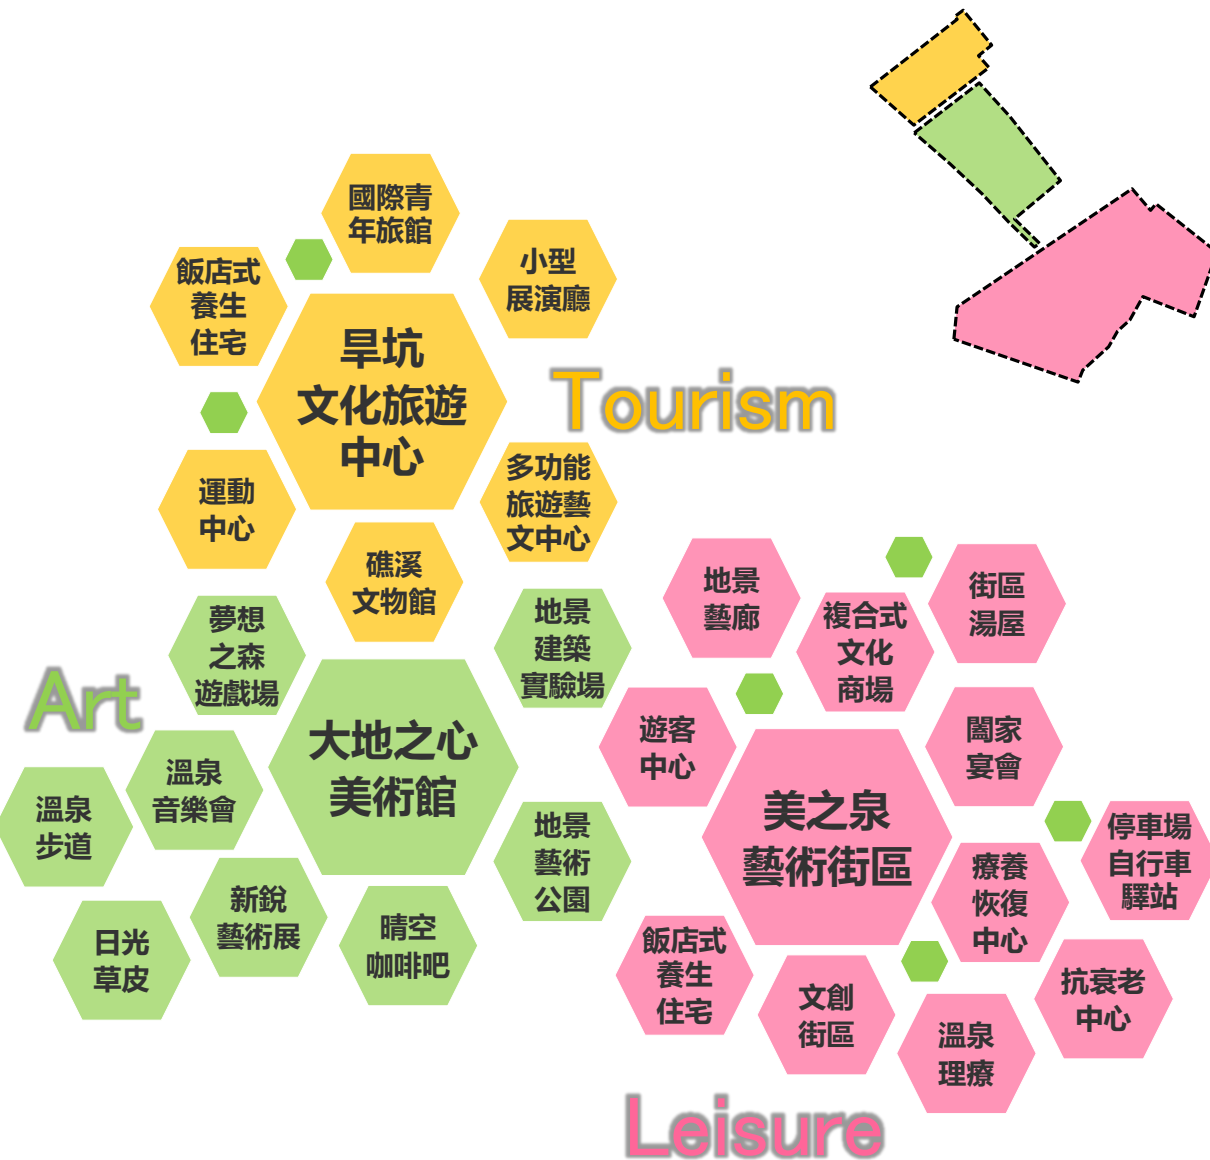 國際青
年旅館
小型
展演廳
飯店式
養生
住宅
旱坑
文化旅遊
中心
Tourism
運動
中心
多功能
旅遊藝
文中心
礁溪
文物館
夢想
之森
遊戲場
地景
建築
實驗場
Art
大地之心
美術館
溫泉
音樂會
溫泉
步道
地景
藝術
公園
新銳
藝術展
日光
草皮
晴空
咖啡吧
地景
藝廊
複合式
文化
商場
街區
湯屋
遊客
中心
闔家
宴會
美之泉
藝術街區
停車場
自行車
驛站
療養
恢復
中心
飯店式
養生
住宅
文創
街區
抗衰老
中心
溫泉
理療
Leisure